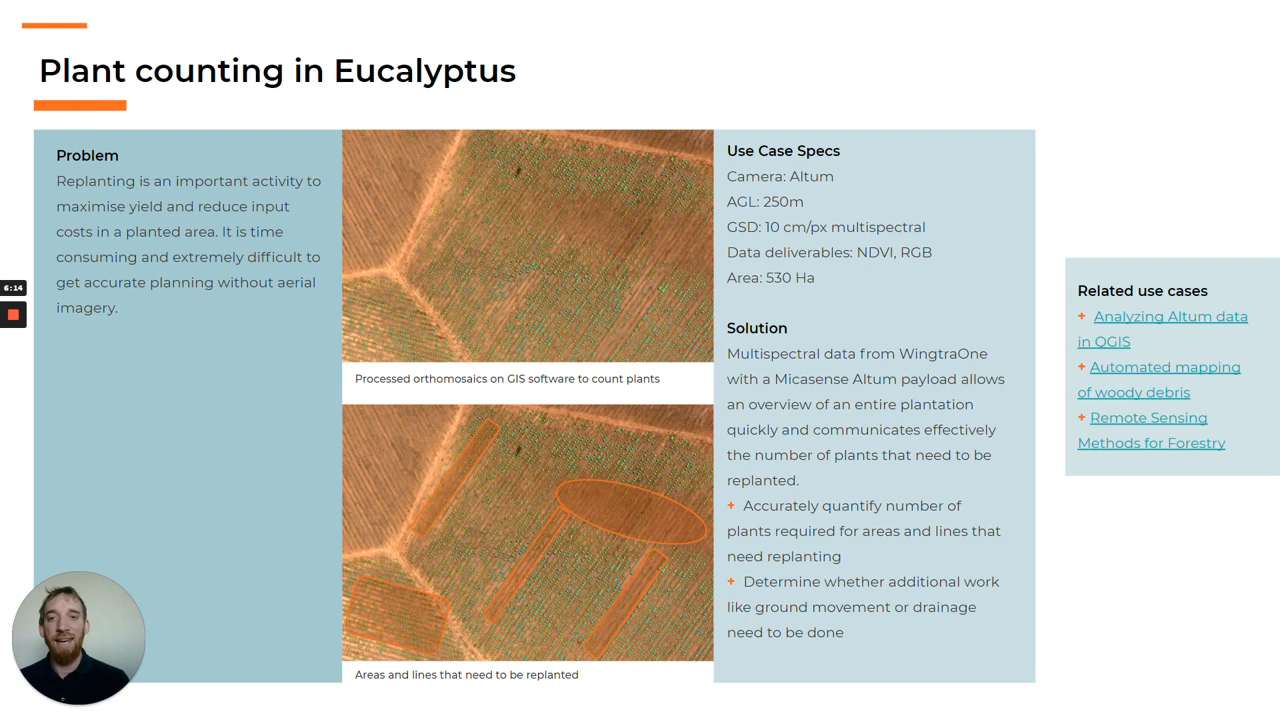 Plant counting in Eucalyptus
Problem
Replanting is an important activity to
maximise yield and reduce input
costs in a planted area. It is time
consuming and extremely difficult to
get accurate planning without aerial
imagery.
6:14
Processed orthomosaics on GIS software to count plants
Areas and lines that need to be replanted
Use Case Specs
Camera: Altum
AGL: 250m
GSD: 10 cm/px multispectral
Data deliverables: NDVI, RGB
Area: 530 Ha
Solution
Multispectral data from WingtraOne
with a Micasense Altum payload allows
an overview of an entire plantation
quickly and communicates effectively
the number of plants that need to be
replanted.
+ Accurately quantify number of
plants required for areas and lines that
need replanting
+ Determine whether additional work
like ground movement or drainage
need to be done
Related use cases
+ Analyzing Altum data
in QGIS
+ Automated mapping
of woody debris
+ Remote Sensing
Methods for Forestry